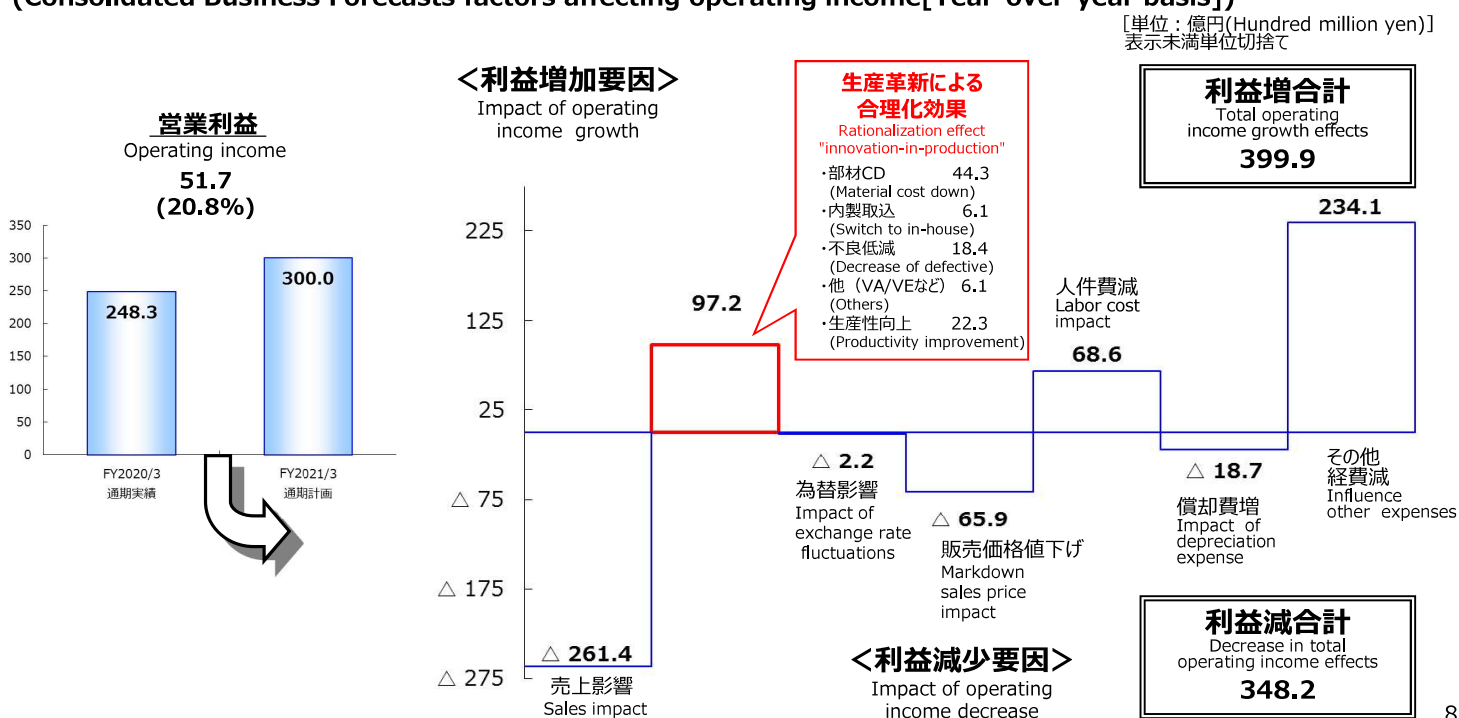 (Consolidated Business Forecasts factors affecting operating income[Year-over-year basis])
[単位：億円(Hundred million yen)]
表示未満単位切捨て
営業利益
Operating income
51.7
(20.8%)
350
300
250
200
150
100
50
0
248.3
300.0
FY2020/3
通期実績
FY2021/3
通期計画
＜利益増加要因＞
Impact of operating
income growth
生産革新による
合理化効果
Rationalization effect
"innovation-in-production"
・部材CD 44.3
(Material cost down)
・内製取込 6.1
(Switch to in-house)
・不良低減 18.4
(Decrease of defective)
・他（VA/VEなど） 6.1
(Others)
・生産性向上 22.3
(Productivity improvement)
利益増合計
Total operating
income growth effects
399.9
225
125
25
△ 75
△ 175
△ 275
△ 261.4
売上影響
Sales impact
97.2
△ 2.2
為替影響
Impact of
exchange rate
fluctuations
△ 65.9
販売価格値下げ
Markdown
sales price
impact
人件費減
Labor cost
impact
68.6
△ 18.7
償却費増
Impact of
depreciation
expense
234.1
その他
経費減
Influence
other expenses
＜利益減少要因＞
Impact of operating
income decrease
利益減合計
Decrease in total
operating income effects
348.2
8